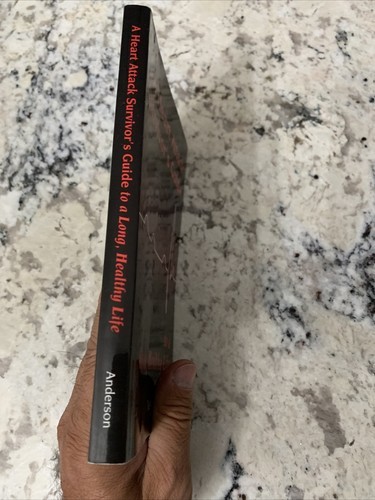 A Heart Attack Survivor's Guide to a Long, Healthy Life
Anderson